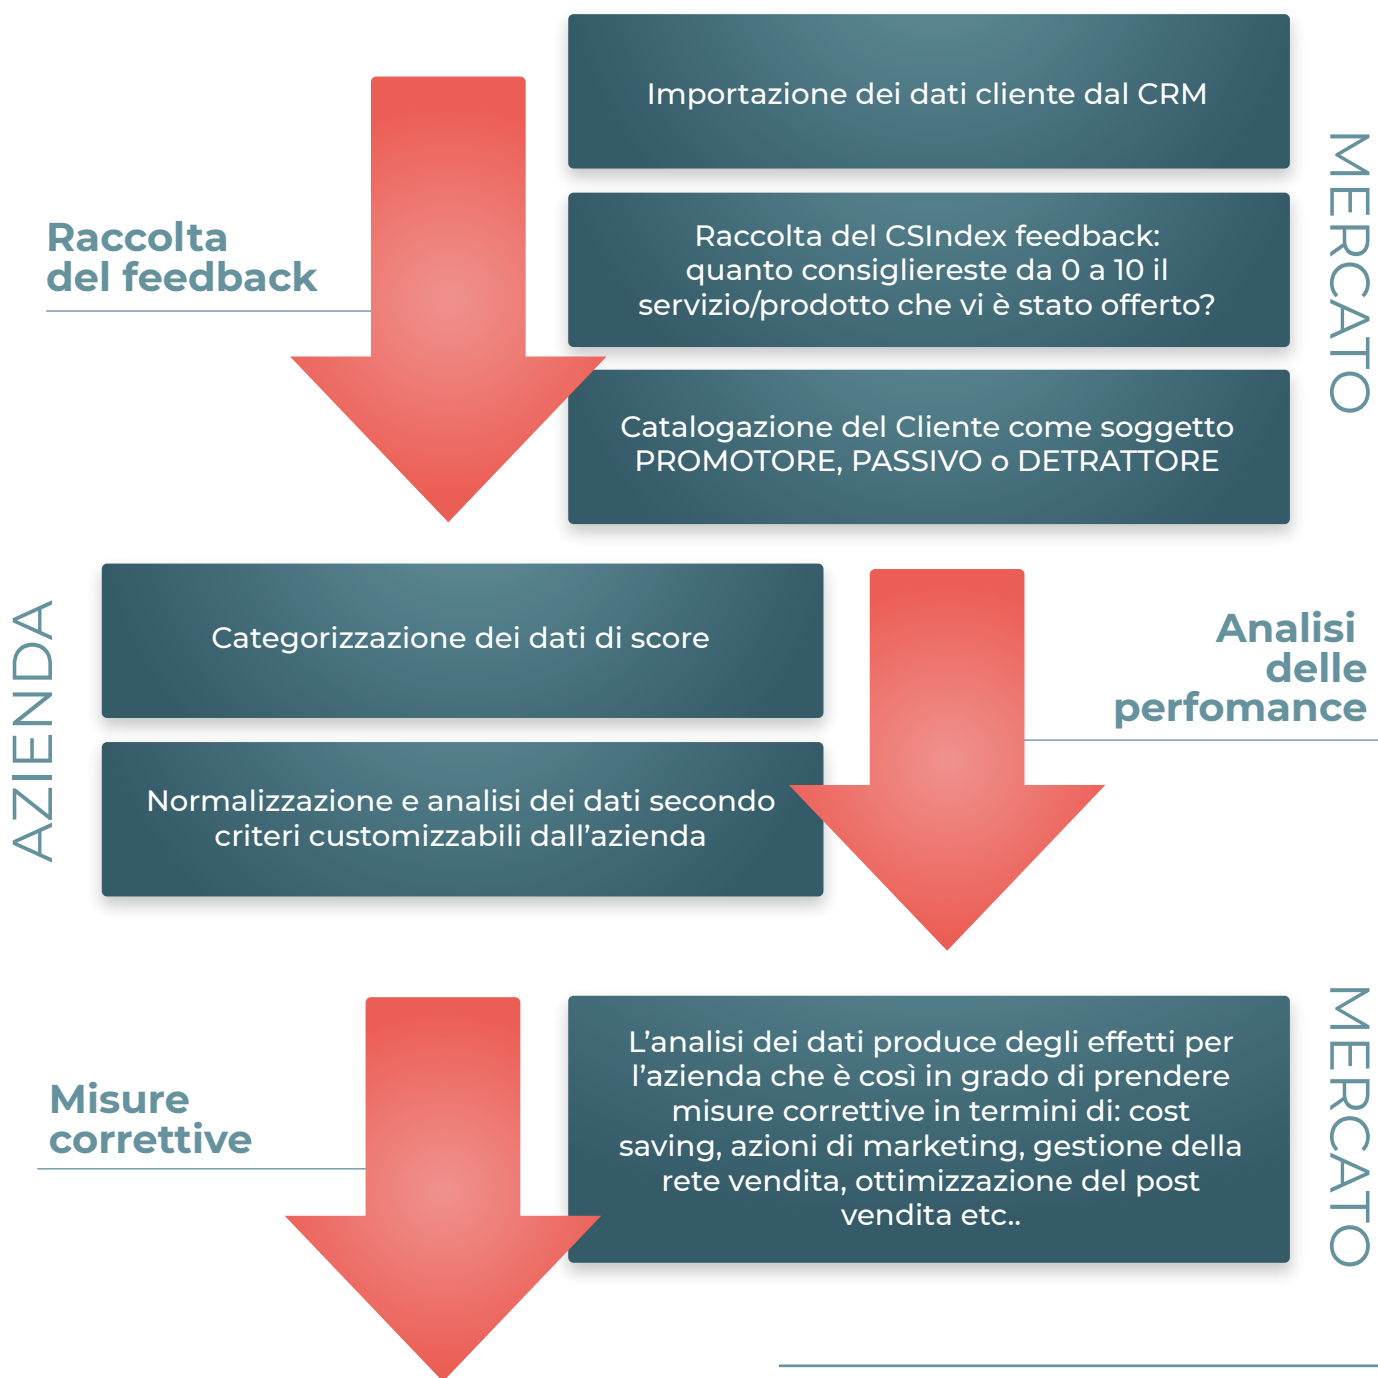 Importazione dei dati cliente dal CRM
MERCATO
Raccolta
del feedback
Raccolta del CSIndex feedback:
quanto consigliereste da 0 a 10 il
servizio/prodotto che vi è stato offerto?
Catalogazione del Cliente come soggetto
PROMOTORE, PASSIVO o DETRATTORE
AZIENDA
Categorizzazione dei dati di score
Analisi
delle
perfomance
Normalizzazione e analisi dei dati secondo
criteri customizzabili dall’azienda
Misure
correttive
L’analisi dei dati produce degli effetti per
l’azienda che è così in grado di prendere
misure correttive in termini di: cost
saving, azioni di marketing, gestione della
rete vendita, ottimizzazione del post
vendita etc..
MERCATO